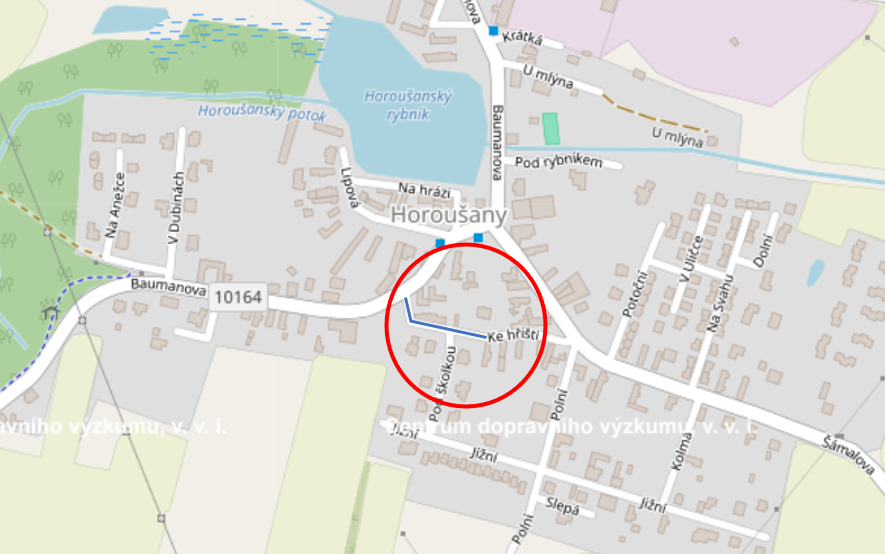 Krátká
U mlýna
Horoušanský
rybník
Horoušanský potok
Baumanova
U mlýna
Pod rybníkem
Na hrázi
Lipová
Na Anežce
V Dubinách
Horoušany
V Uličce
Dolní
Potoční
Na Svahu
Baumanova
10164
Ke hřišti
Pod školkou
Polní
Centrum dopravního výzkumu, v. v. i.
avního výzkumu, v. v. i.
Jižní
Jižní
Kolmá
Šámalova
Slepá
Jižní
Polní